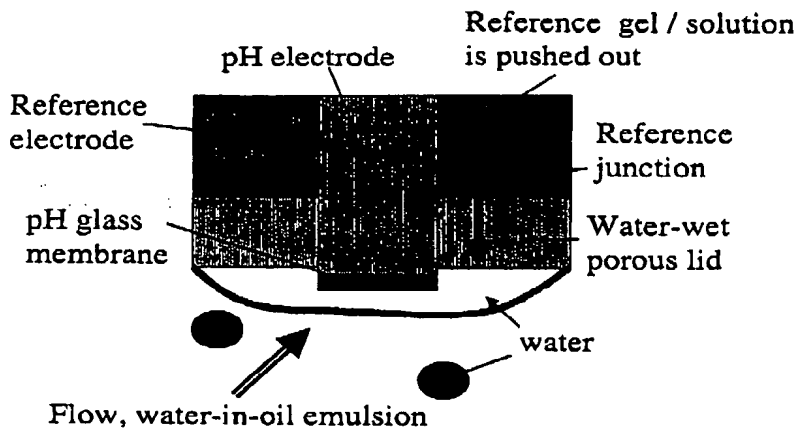 Reference gel / solution
is pushed out
pH electrode
Reference
electrode
Reference
junction
pH glass
membrane
Water-wet
porous lid
water
Flow, water-in-oil emulsion